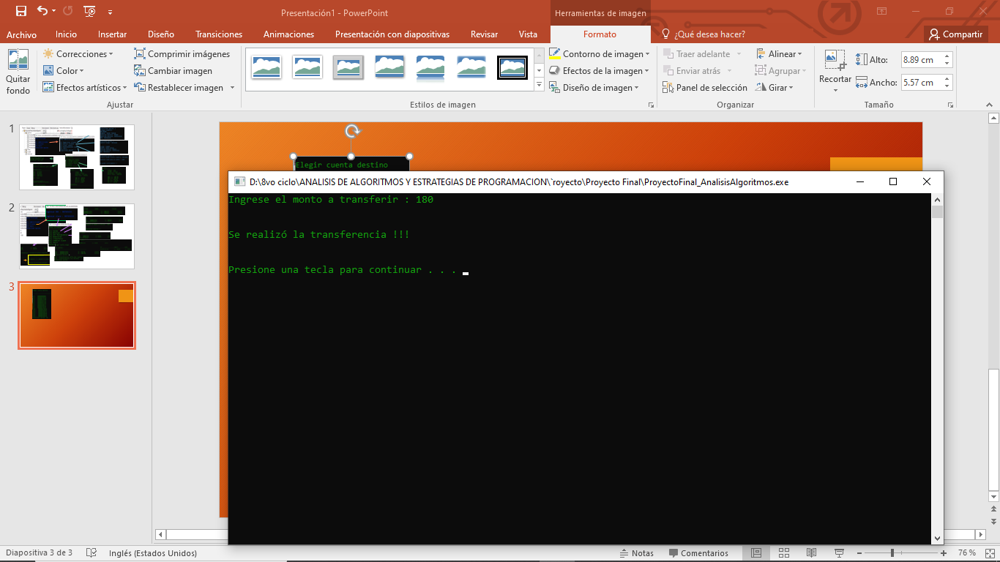 Presentación1 - PowerPoint
Herramientas de imagen
Archivo Inicio Insertar Diseño Transiciones Animaciones Presentación con diapositivas Revisar Vista Formato ¿Qué desea hacer? Compartir
Quitar fondo
Correcciones
Color
Efectos artísticos
Comprimir imágenes
Cambiar imagen
Restablecer imagen
Ajustar
Estilos de imagen
Contorno de imagen
Efectos de la imagen
Diseño de imagen
Traer adelante
Enviar atrás
Panel de selección
Alinear
Agrupar
Girar
Organizar
Recortar
Alto: 8.89 cm
Ancho: 5.57 cm
Tamaño
1
2
3
Elegir cuenta destino
D:\8vo ciclo\ANALISIS DE ALGORITMOS Y ESTRATEGIAS DE PROGRAMACION\`royecto\Proyecto Final\ProyectoFinal_AnalisisAlgoritmos.exe
Ingrese el monto a transferir : 180
Se realizó la transferencia !!!
Presione una tecla para continuar . . .
Diapositiva 3 de 3 Inglés (Estados Unidos) Notas Comentarios 76 %